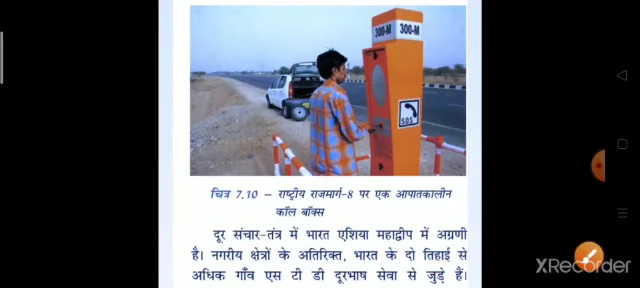 300-M 300-M
S.O.S
चित्र 7.10 – राष्ट्रीय राजमार्ग-8 पर एक आपातकालीन
कॉल बॉक्स
दूर संचार-तंत्र में भारत एशिया महाद्वीप में अग्रणी
है। नगरीय क्षेत्रों के अतिरिक्त, भारत के दो तिहाई से
अधिक गाँव एस टी डी दूरभाष सेवा से जुड़े हैं।
XRecorder